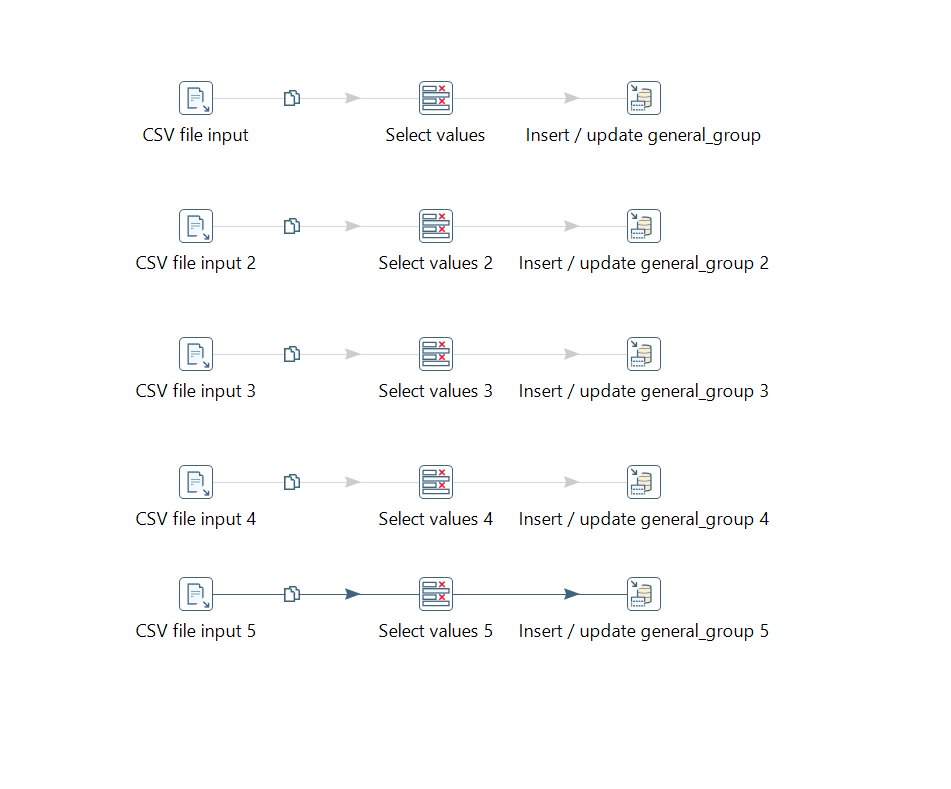 CSV file input
Select values
Insert / update general_group
CSV file input 2
Select values 2
Insert / update general_group 2
CSV file input 3
Select values 3
Insert / update general_group 3
CSV file input 4
Select values 4
Insert / update general_group 4
CSV file input 5
Select values 5
Insert / update general_group 5